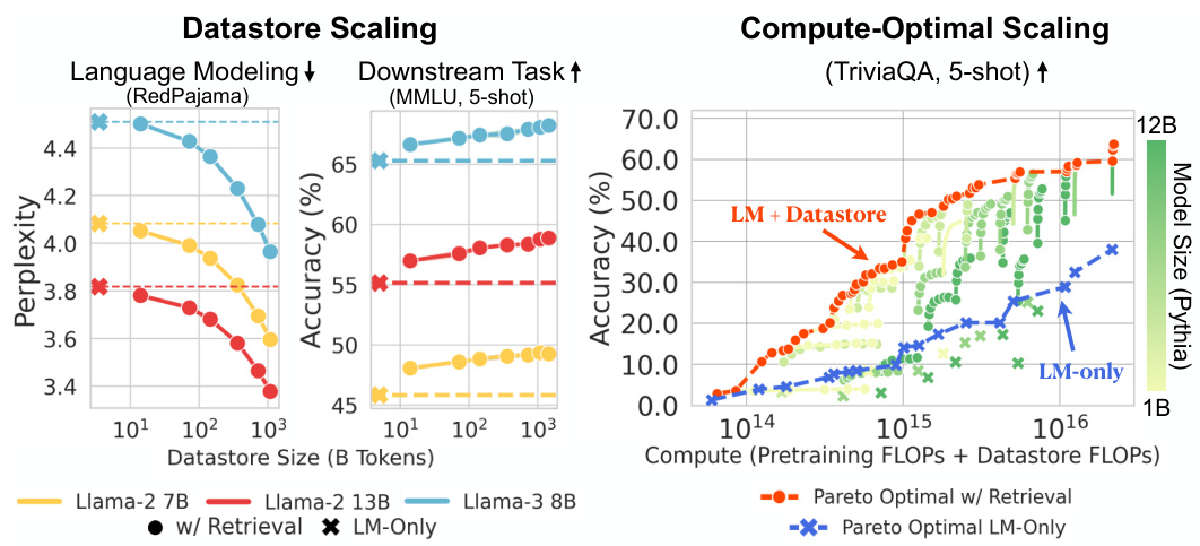 Datastore Scaling
Language Modeling ↓
(RedPajama)
Perplexity
4.4
4.2
4.0
3.8
3.6
3.4
10¹ 10² 10³
Downstream Task ↑
(MMLU, 5-shot)
Accuracy (%)
65
60
55
50
45
10¹ 10² 10³
Datastore Size (B Tokens)
Llama-2 7B Llama-2 13B Llama-3 8B
w/ Retrieval LM-Only
Compute-Optimal Scaling
(TriviaQA, 5-shot) ↑
Accuracy (%)
70.0
60.0
50.0
40.0
30.0
20.0
10.0
0.0
LM + Datastore
LM-only
10¹⁴ 10¹⁵ 10¹⁶
Compute (Pretraining FLOPs + Datastore FLOPs)
12B
Model Size (Pythia)
1B
Pareto Optimal w/ Retrieval
Pareto Optimal LM-Only